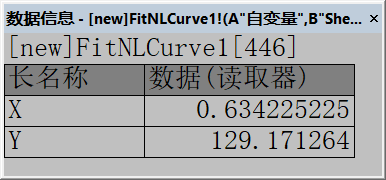 数据信息 - [new]FitNLCurve1!(A"自变量",B"She...
[new]FitNLCurve1[446]
长名称 数据(读取器)
X 0.634225225
Y 129.171264